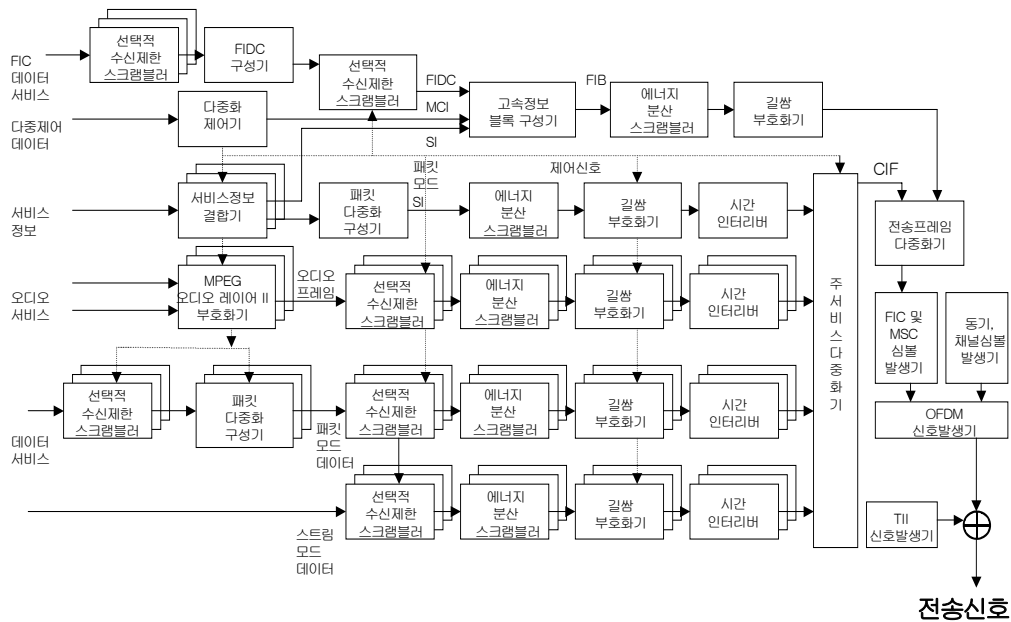 FIC
데이터
서비스
선택적
수신제한
스크램블러
FIDC
구성기
선택적
수신제한
스크램블러
FIDC
MCI
SI
고속정보
블록 구성기
FIB
에너지
분산
스크램블러
길쌈
부호화기
다중제어
데이터
다중화
제어기
서비스
정보
서비스정보
결합기
패킷
다중화
구성기
패킷
모드
SI
에너지
분산
스크램블러
제어신호
길쌈
부호화기
시간
인터리버
CIF
전송프레임
다중화기
오디오
서비스
MPEG
오디오 레이어 II
부호화기
오디오
프레임
선택적
수신제한
스크램블러
에너지
분산
스크램블러
길쌈
부호화기
시간
인터리버
주서비스다중화기
FIC 및
MSC
심볼
발생기
동기,
채널심볼
발생기
데이터
서비스
선택적
수신제한
스크램블러
패킷
다중화
구성기
패킷
모드
데이터
선택적
수신제한
스크램블러
에너지
분산
스크램블러
길쌈
부호화기
시간
인터리버
OFDM
신호발생기
스트림
모드
데이터
선택적
수신제한
스크램블러
에너지
분산
스크램블러
길쌈
부호화기
시간
인터리버
TII
신호발생기
전송신호